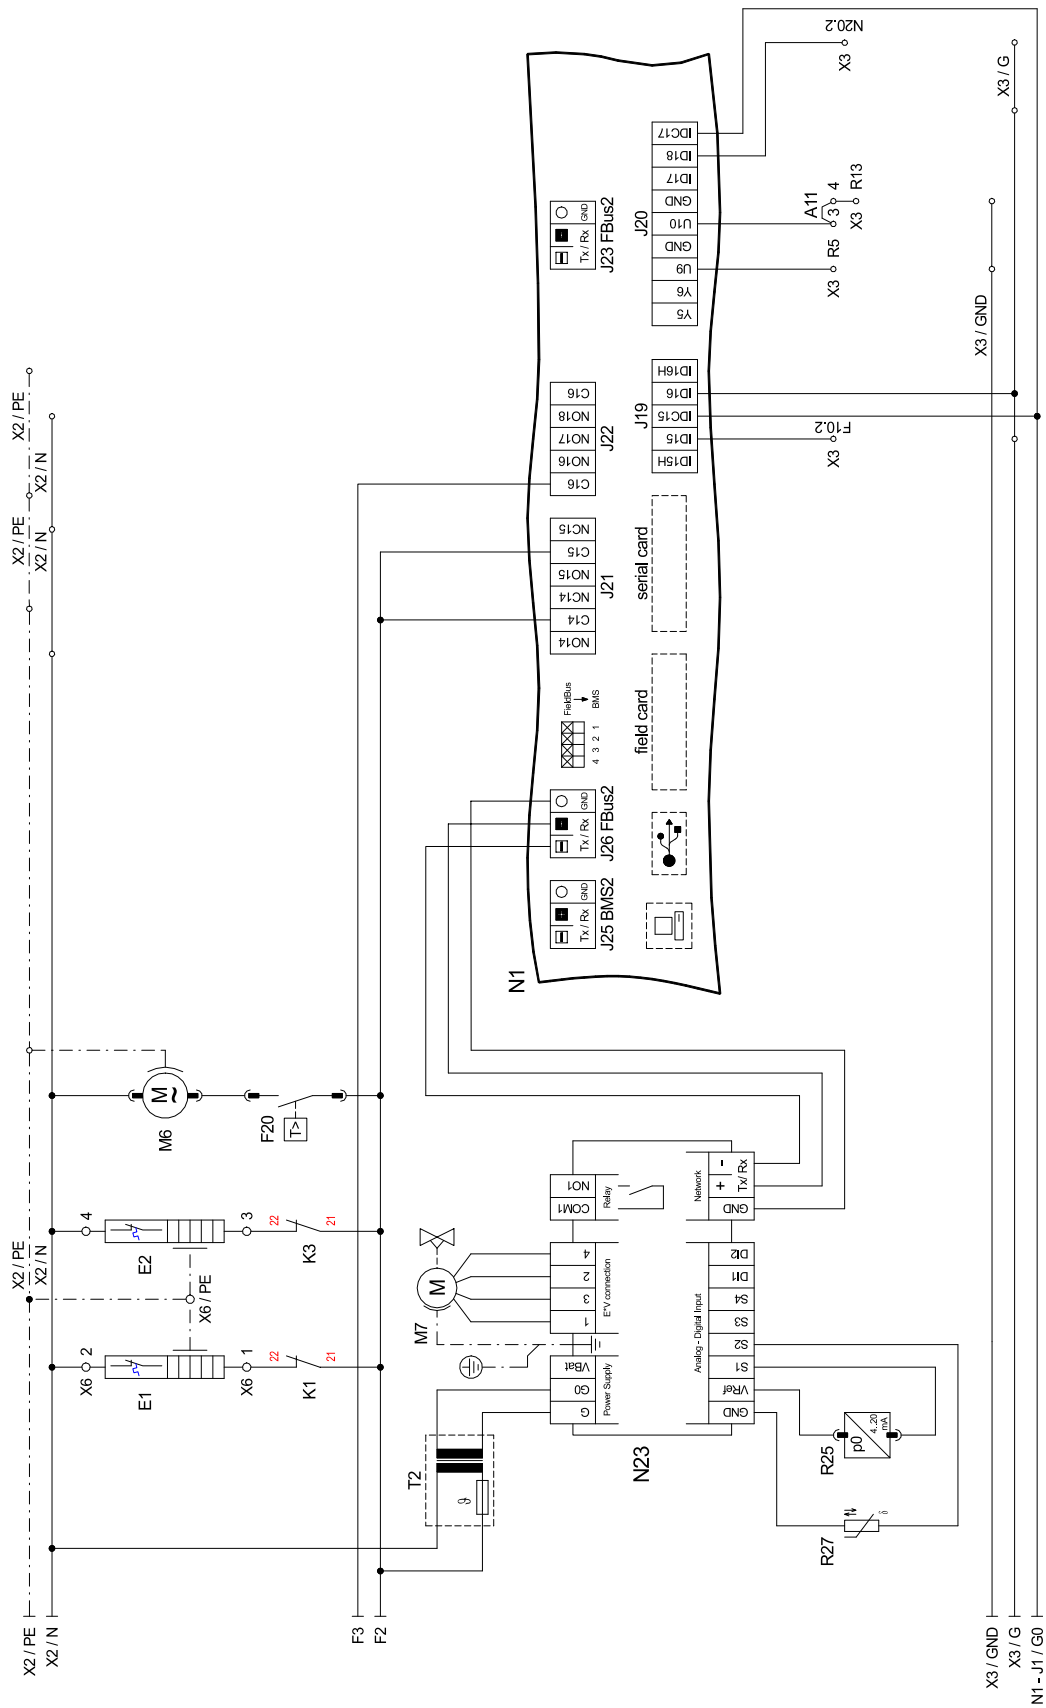 X2 / PE
X2 / N
F3
F2
X3 / GND
X3 / G
N1 - J1 / G0
X2 / PE
X2 / N
X2 / PE
X2 / N
X2 / PE
X2 / N
X6
2
E1
X6
1
22
21
K1
X6 / PE
4
E2
3
22
21
K3
M6
M
~
F20
T>
T2
ϑ
M7
M
N23
G
G0
VBat
Power Supply
1
3
2
4
E*V connection
COM1
NO1
Relay
GND
VRef
S1
S2
S3
S4
DI1
DI2
Analog - Digital Input
GND
+
-
Tx/ Rx
Network
R25
p0
4..20
mA
R27
N1
Tx / Rx
GND
J25 BMS2
Tx / Rx
GND
J26 FBus2
4 3 2 1
FieldBus
BMS
field card
serial card
NO14
C14
NC14
NO15
C15
NC15
J21
C16
NO16
NO17
NO18
C16
J22
Tx / Rx
GND
J23 FBus2
ID15H
ID15
IDC15
ID16
ID16H
J19
Y5
Y6
U9
GND
U10
GND
ID17
ID18
IDC17
J20
X3
F10.2
X3
R5
A11
3
4
X3
R13
X3
N20.2
X3 / GND
X3 / G